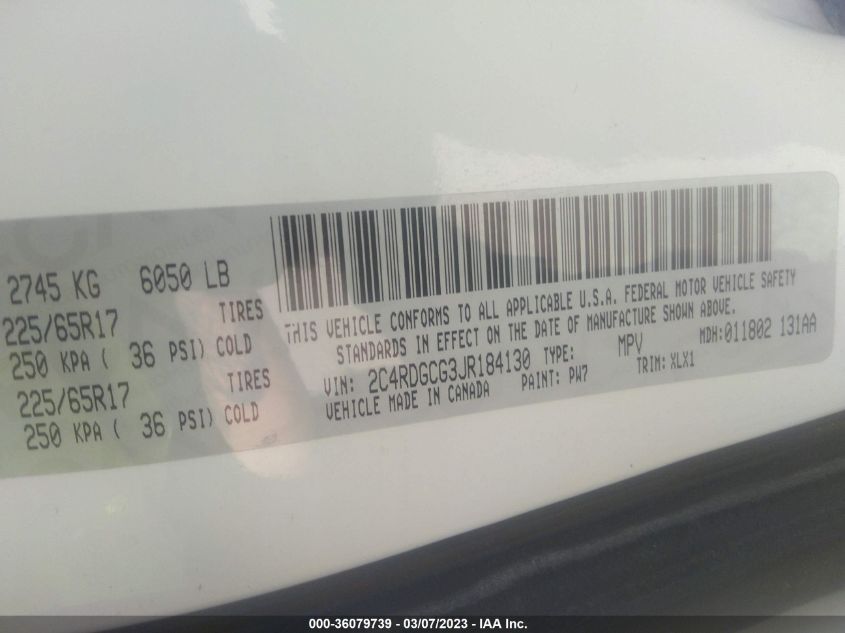 2745 KG 6050 LB
TIRES
225/65R17
250 KPA ( 36 PSI) COLD
TIRES
225/65R17
250 KPA ( 36 PSI) COLD
THIS VEHICLE CONFORMS TO ALL APPLICABLE U.S.A. FEDERAL MOTOR VEHICLE SAFETY
STANDARDS IN EFFECT ON THE DATE OF MANUFACTURE SHOWN ABOVE.
VIN: 2C4RDGCG3JR184130 TYPE: MPV MDH:011802 131AA
VEHICLE MADE IN CANADA PAINT: PW7 TRIM: XLX1
000-36079739 - 03/07/2023 - IAA Inc.